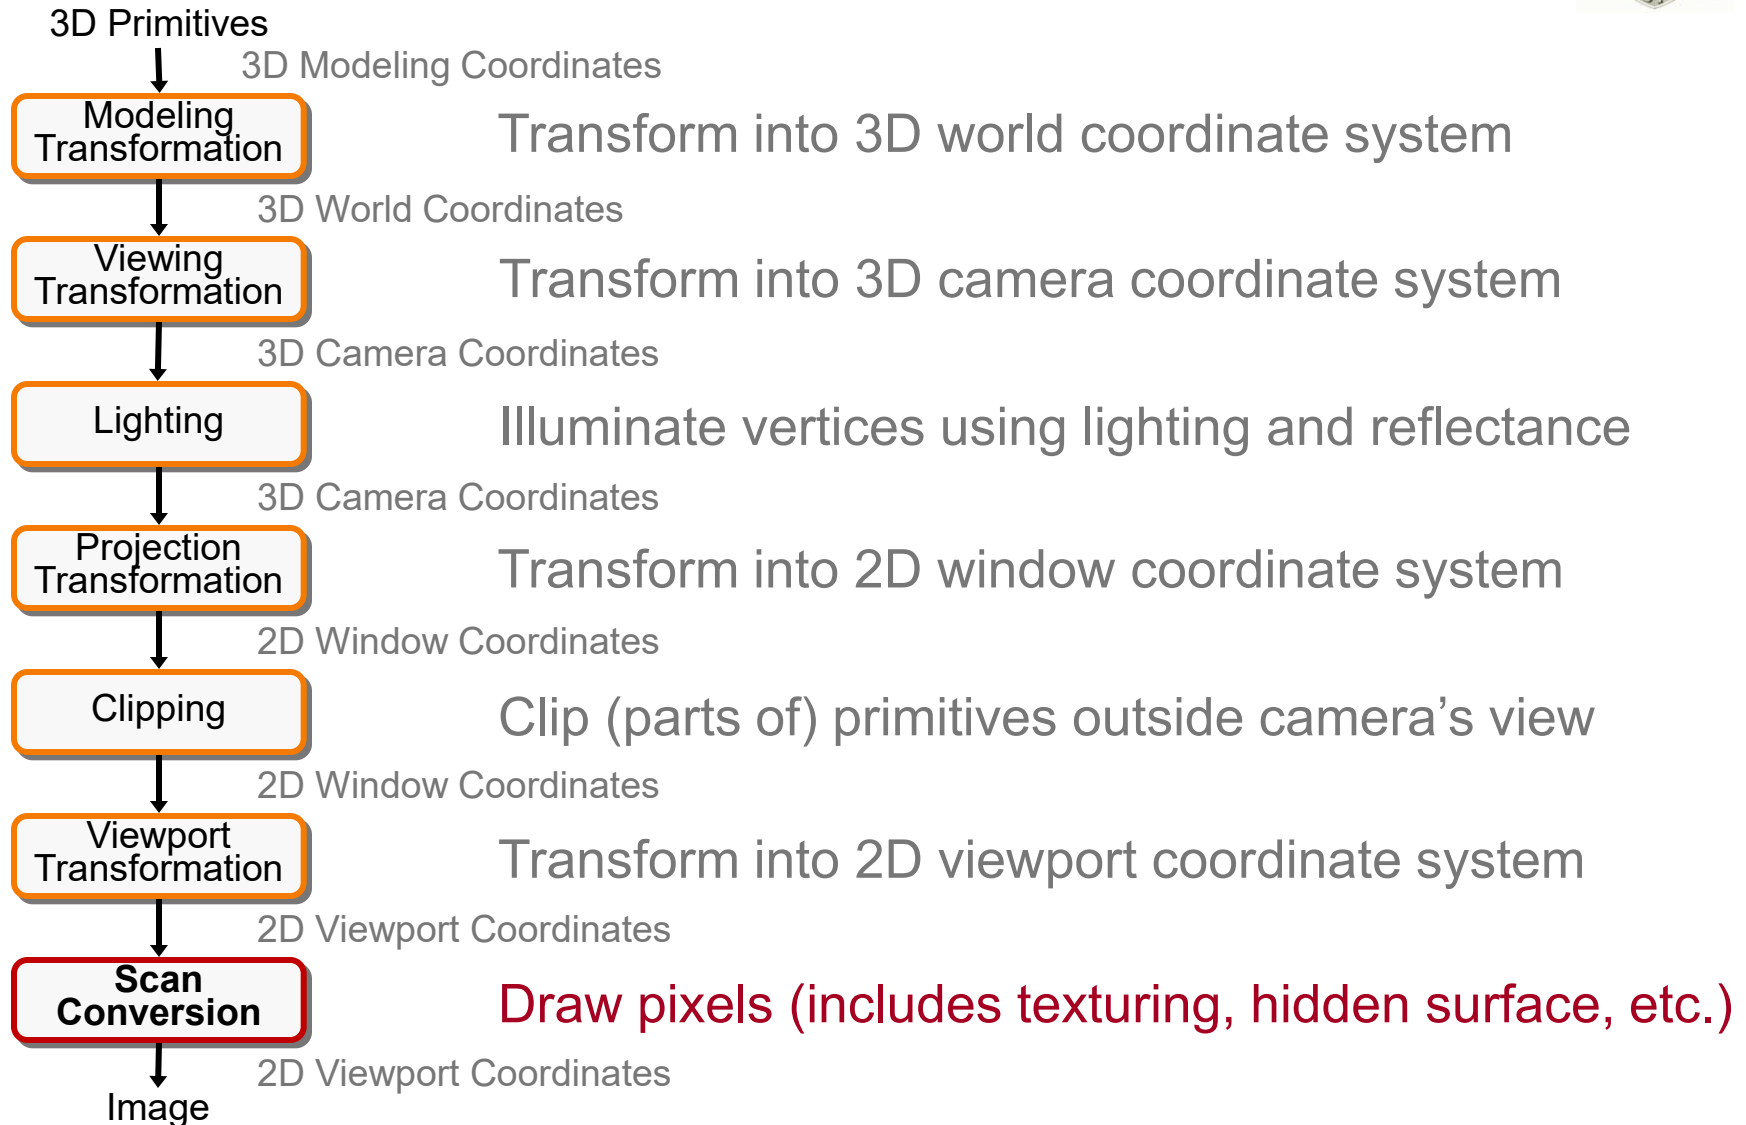 3D Primitives
3D Modeling Coordinates
Modeling
Transformation
Transform into 3D world coordinate system
3D World Coordinates
Viewing
Transformation
Transform into 3D camera coordinate system
3D Camera Coordinates
Lighting
Illuminate vertices using lighting and reflectance
3D Camera Coordinates
Projection
Transformation
Transform into 2D window coordinate system
2D Window Coordinates
Clipping
Clip (parts of) primitives outside camera’s view
2D Window Coordinates
Viewport
Transformation
Transform into 2D viewport coordinate system
2D Viewport Coordinates
Scan
Conversion
Draw pixels (includes texturing, hidden surface, etc.)
2D Viewport Coordinates
Image